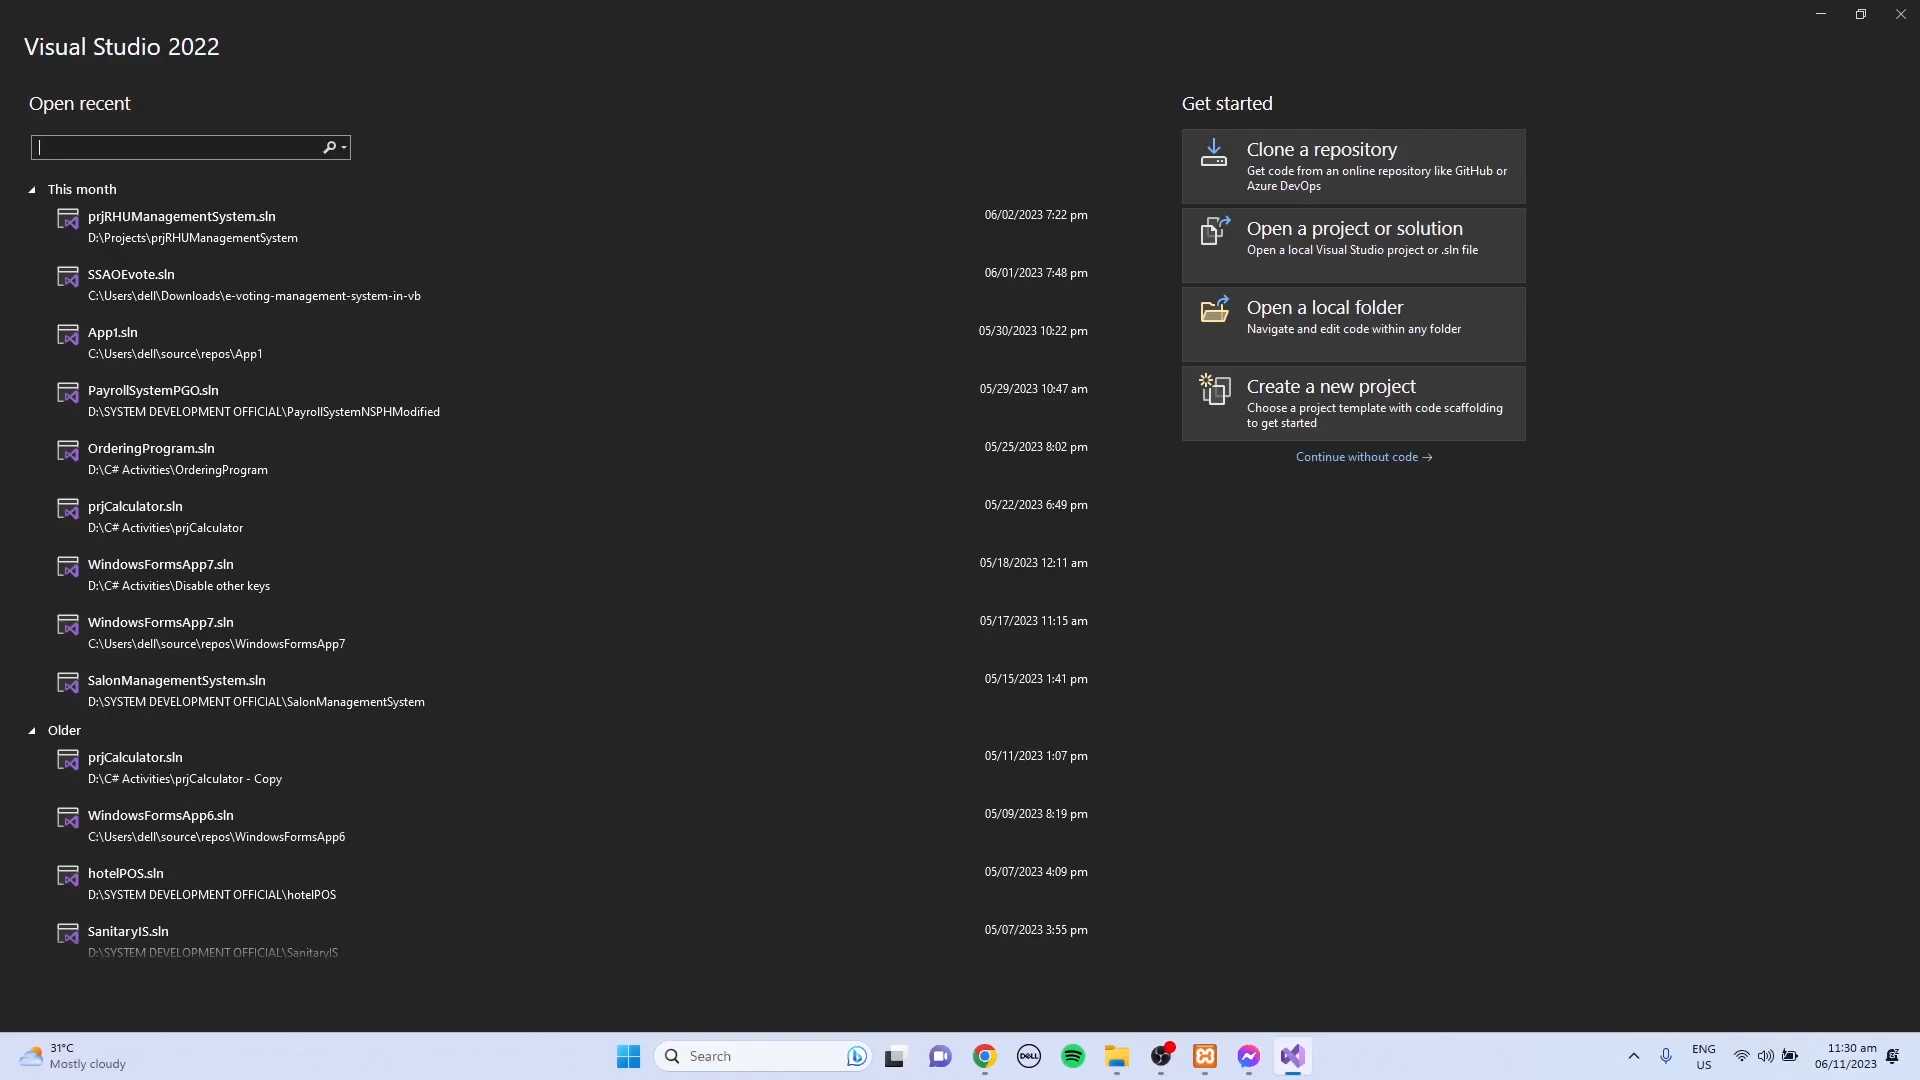 Visual Studio 2022
Open recent
This month
prjRHUManagementSystem.sln 06/02/2023 7:22 pm
D:\Projects\prjRHUManagementSystem
SSAOEvote.sln 06/01/2023 7:48 pm
C:\Users\dell\Downloads\e-voting-management-system-in-vb
App1.sln 05/30/2023 10:22 pm
C:\Users\dell\source\repos\App1
PayrollSystemPGO.sln 05/29/2023 10:47 am
D:\SYSTEM DEVELOPMENT OFFICIAL\PayrollSystemNSPHModified
OrderingProgram.sln 05/25/2023 8:02 pm
D:\C# Activities\OrderingProgram
prjCalculator.sln 05/22/2023 6:49 pm
D:\C# Activities\prjCalculator
WindowsFormsApp7.sln 05/18/2023 12:11 am
D:\C# Activities\Disable other keys
WindowsFormsApp7.sln 05/17/2023 11:15 am
C:\Users\dell\source\repos\WindowsFormsApp7
SalonManagementSystem.sln 05/15/2023 1:41 pm
D:\SYSTEM DEVELOPMENT OFFICIAL\SalonManagementSystem
Older
prjCalculator.sln 05/11/2023 1:07 pm
D:\C# Activities\prjCalculator - Copy
WindowsFormsApp6.sln 05/09/2023 8:19 pm
C:\Users\dell\source\repos\WindowsFormsApp6
hotelPOS.sln 05/07/2023 4:09 pm
D:\SYSTEM DEVELOPMENT OFFICIAL\hotelPOS
SanitaryIS.sln 05/07/2023 3:55 pm
D:\SYSTEM DEVELOPMENT OFFICIAL\SanitaryIS
Get started
Clone a repository
Get code from an online repository like GitHub or
Azure DevOps
Open a project or solution
Open a local Visual Studio project or .sln file
Open a local folder
Navigate and edit code within any folder
Create a new project
Choose a project template with code scaffolding
to get started
Continue without code →
31°C
Mostly cloudy
Search
DELL
ENG
US
11:30 am
06/11/2023